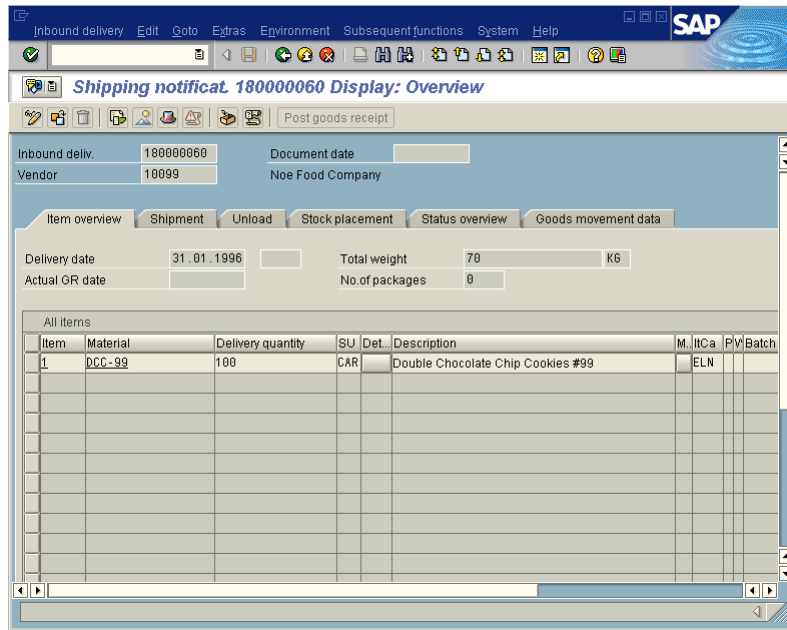 Inbound delivery Edit Goto Extras Environment Subsequent functions System Help
SAP
Shipping notificat. 180000060 Display: Overview
Post goods receipt
Inbound deliv. 180000060 Document date
Vendor 10099 Noe Food Company
Item overview Shipment Unload Stock placement Status overview Goods movement data
Delivery date 31.01.1996 Total weight 70 KG
Actual GR date No.of packages 0
All items
Item Material Delivery quantity SU Det... Description M.. ItCa P V Batch
1 DCC-99 100 CAR Double Chocolate Chip Cookies #99 ELN